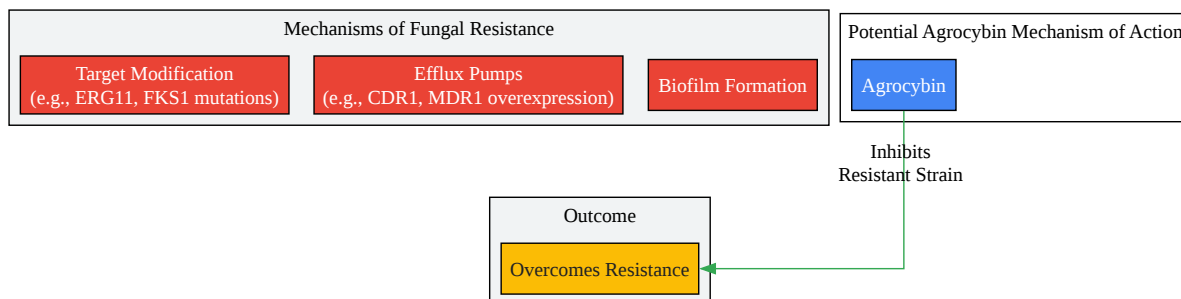 Mechanisms of Fungal Resistance
Target Modification
(e.g., ERG11, FKS1 mutations)
Efflux Pumps
(e.g., CDR1, MDR1 overexpression)
Biofilm Formation
Potential Agrocybin Mechanism of Action
Agrocybin
Inhibits
Resistant Strain
Outcome
Overcomes Resistance